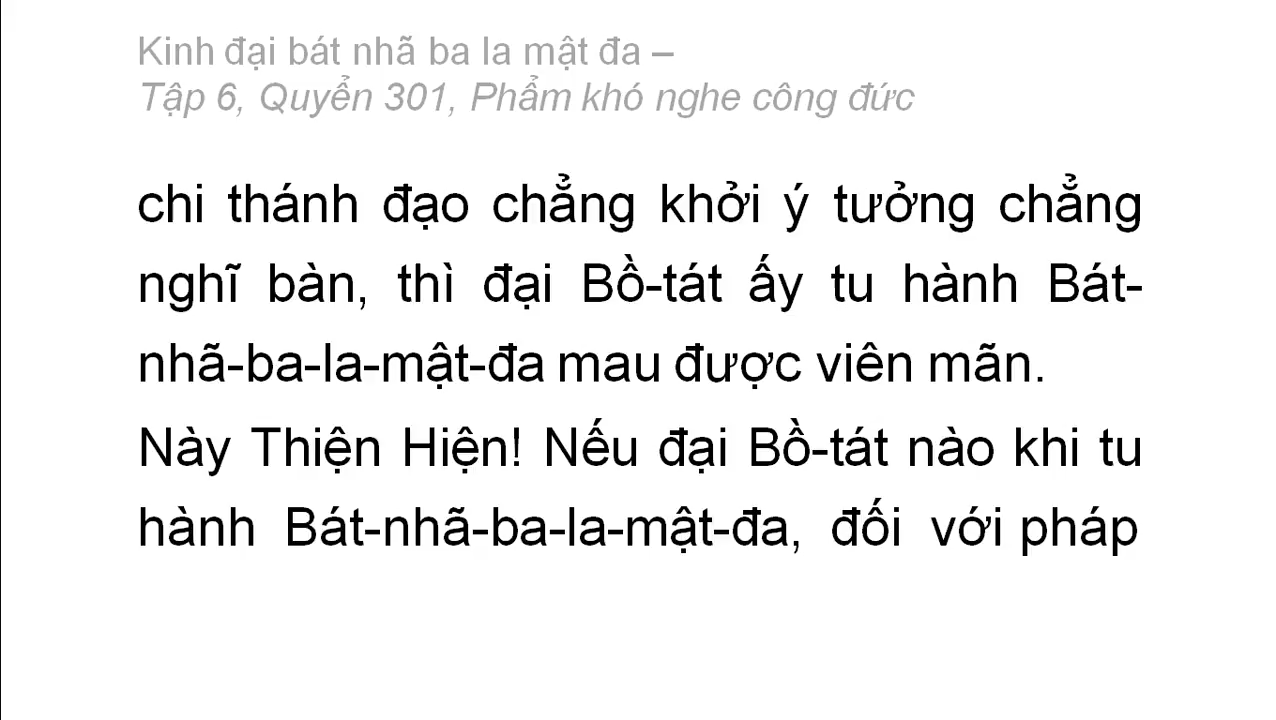 Kinh đại bát nhã ba la mật đa –
Tập 6, Quyển 301, Phẩm khó nghe công đức
chi thánh đạo chẳng khởi ý tưởng chẳng
nghĩ bàn, thì đại Bồ-tát ấy tu hành Bát-
nhã-ba-la-mật-đa mau được viên mãn.
Này Thiện Hiện! Nếu đại Bồ-tát nào khi tu
hành Bát-nhã-ba-la-mật-đa, đối với pháp